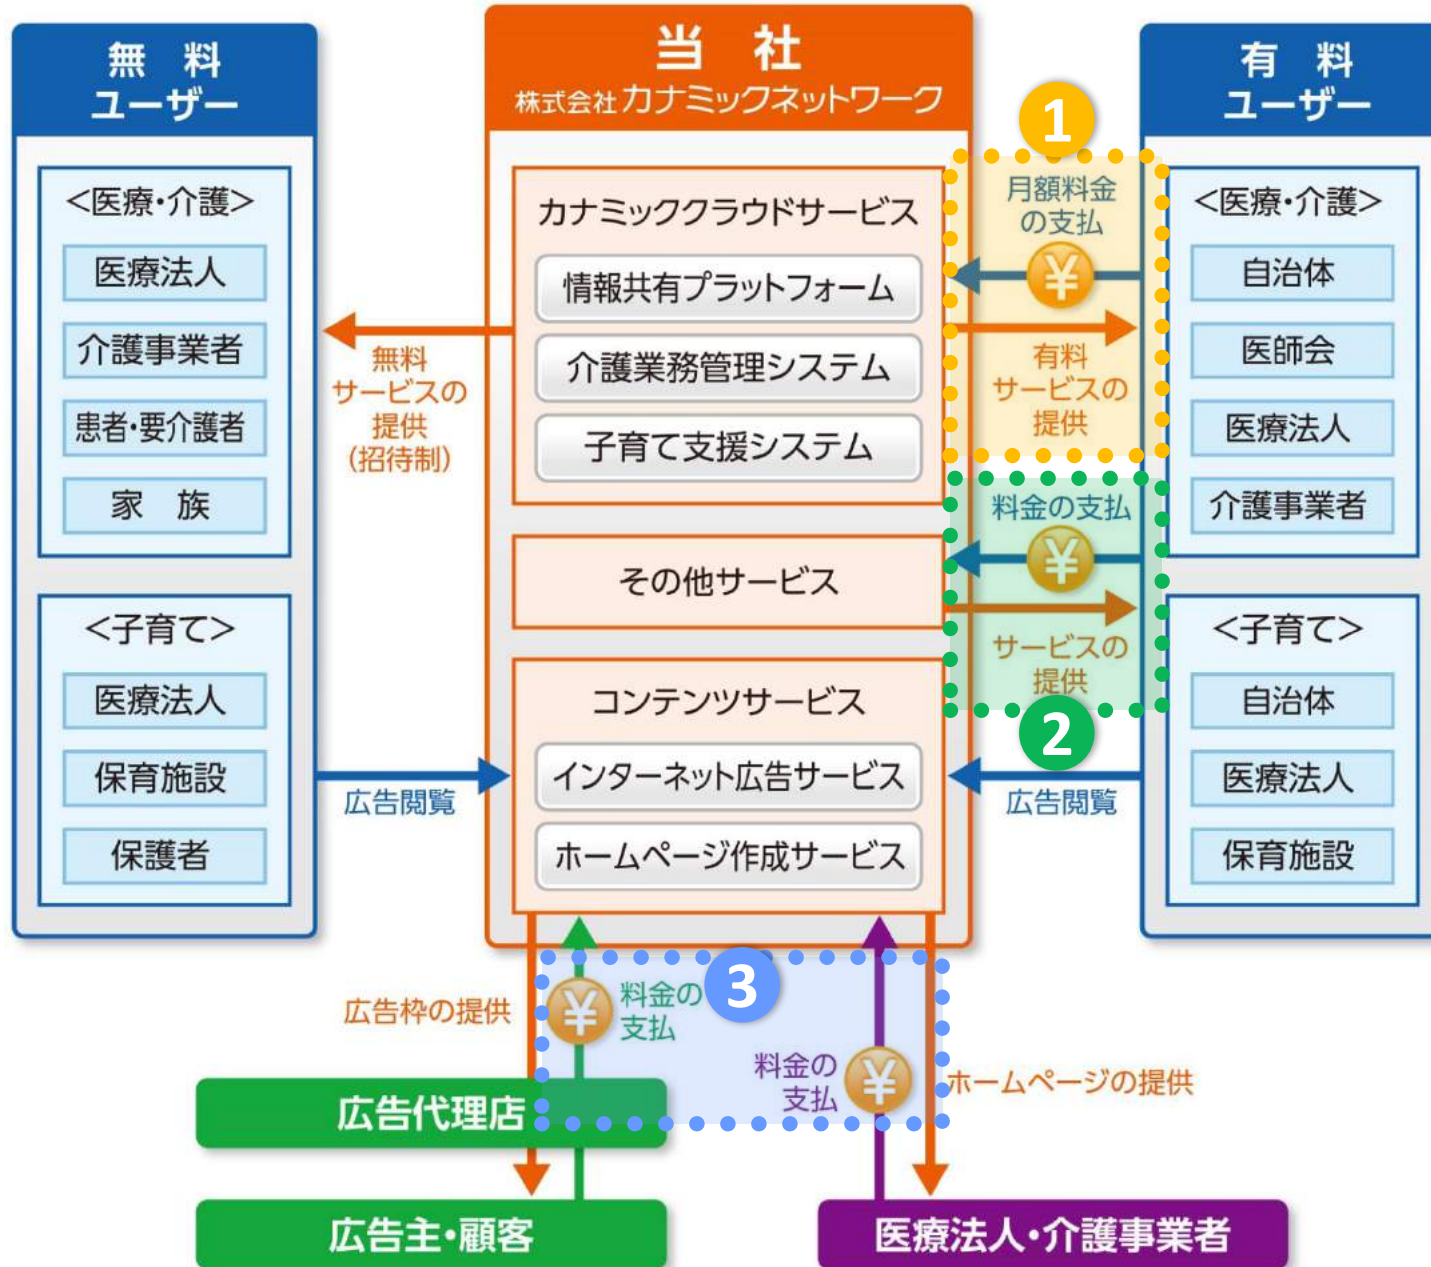 無 料
ユーザー
<医療・介護>
医療法人
介護事業者
患者・要介護者
家 族
<子育て>
医療法人
保育施設
保護者
無料
サービスの
提供
(招待制)
広告閲覧
当 社
株式会社カナミックネットワーク
カナミッククラウドサービス
情報共有プラットフォーム
介護業務管理システム
子育て支援システム
その他サービス
コンテンツサービス
インターネット広告サービス
ホームページ作成サービス
1
月額料金
の支払
¥
有料
サービスの
提供
料金の支払
¥
サービスの
提供
2
広告閲覧
有 料
ユーザー
<医療・介護>
自治体
医師会
医療法人
介護事業者
<子育て>
自治体
医療法人
保育施設
3
広告枠の提供
¥
料金の
支払
料金の
支払
¥
ホームページの提供
広告代理店
広告主・顧客
医療法人・介護事業者